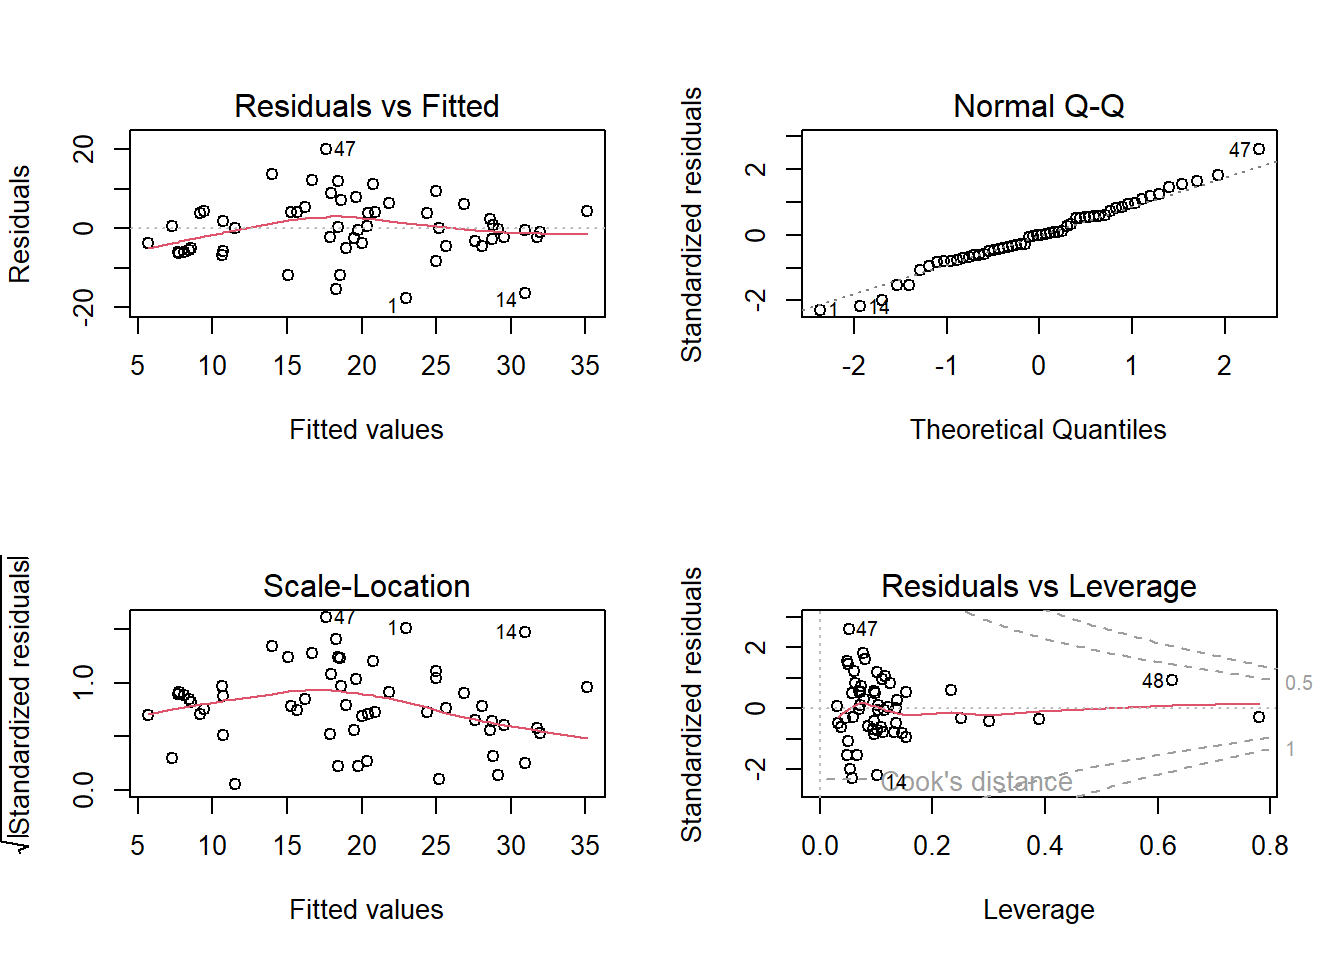 Residuals vs Fitted
Residuals
20
0
-20
47
1
14
5 10 15 20 25 30 35
Fitted values
Normal Q-Q
Standardized residuals
2
0
-2
47
1
14
-2 -1 0 1 2
Theoretical Quantiles
Scale-Location
√|Standardized residuals|
1.0
0.0
47
1
14
5 10 15 20 25 30 35
Fitted values
Residuals vs Leverage
Standardized residuals
2
0
-2
47
48
14
Cook's distance
0.5
1
0.0 0.2 0.4 0.6 0.8
Leverage